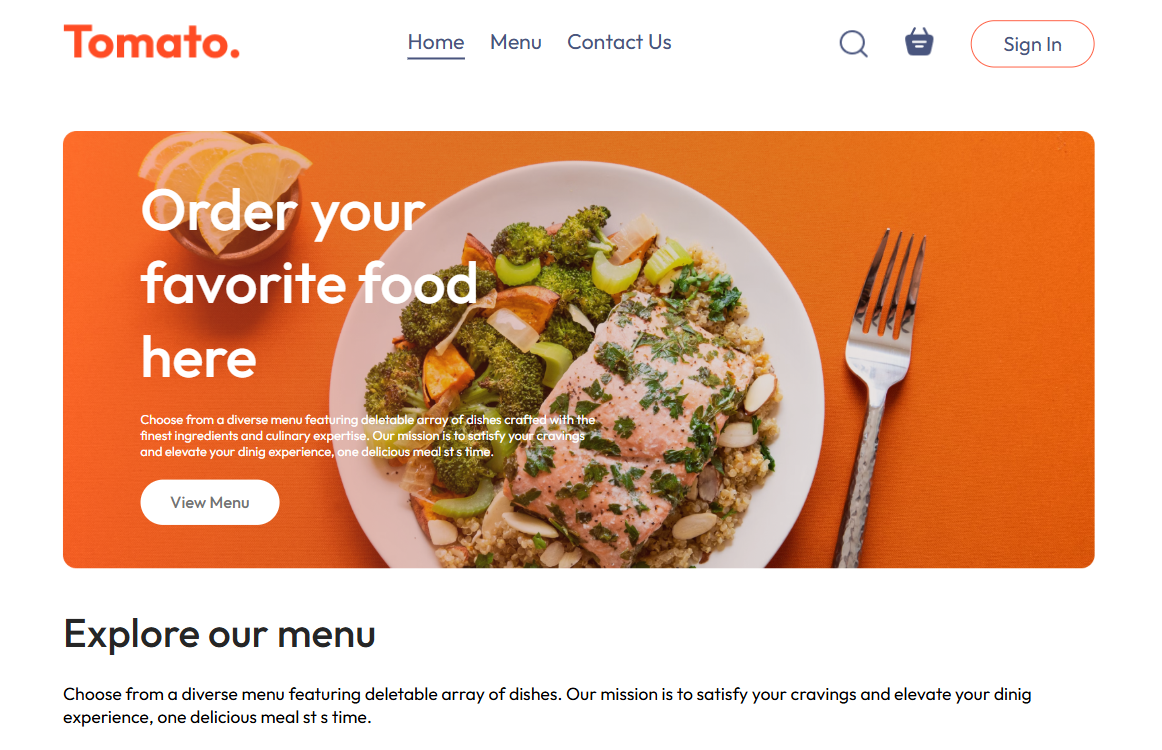 Tomato.
Home Menu Contact Us
Sign In
Order your
favorite food
here
Choose from a diverse menu featuring deletable array of dishes crafted with the
finest ingredients and culinary expertise. Our mission is to satisfy your cravings
and elevate your dinig experience, one delicious meal st s time.
View Menu
Explore our menu
Choose from a diverse menu featuring deletable array of dishes. Our mission is to satisfy your cravings and elevate your dinig
experience, one delicious meal st s time.